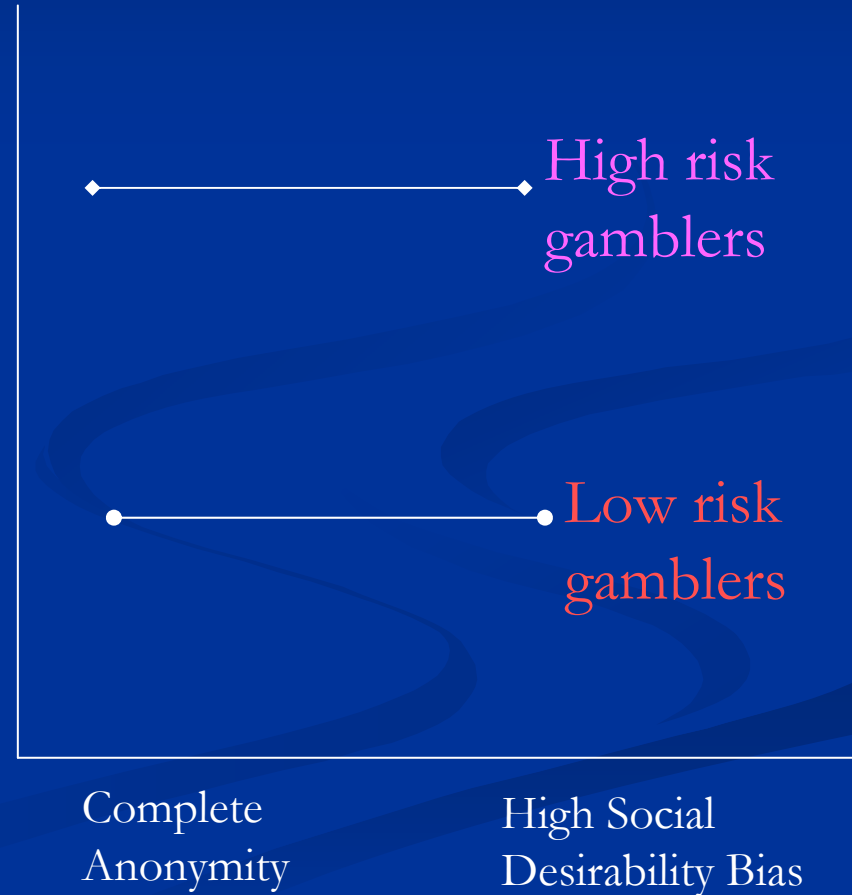 High risk
gamblers
Low risk
gamblers
Complete
Anonymity
High Social
Desirability Bias